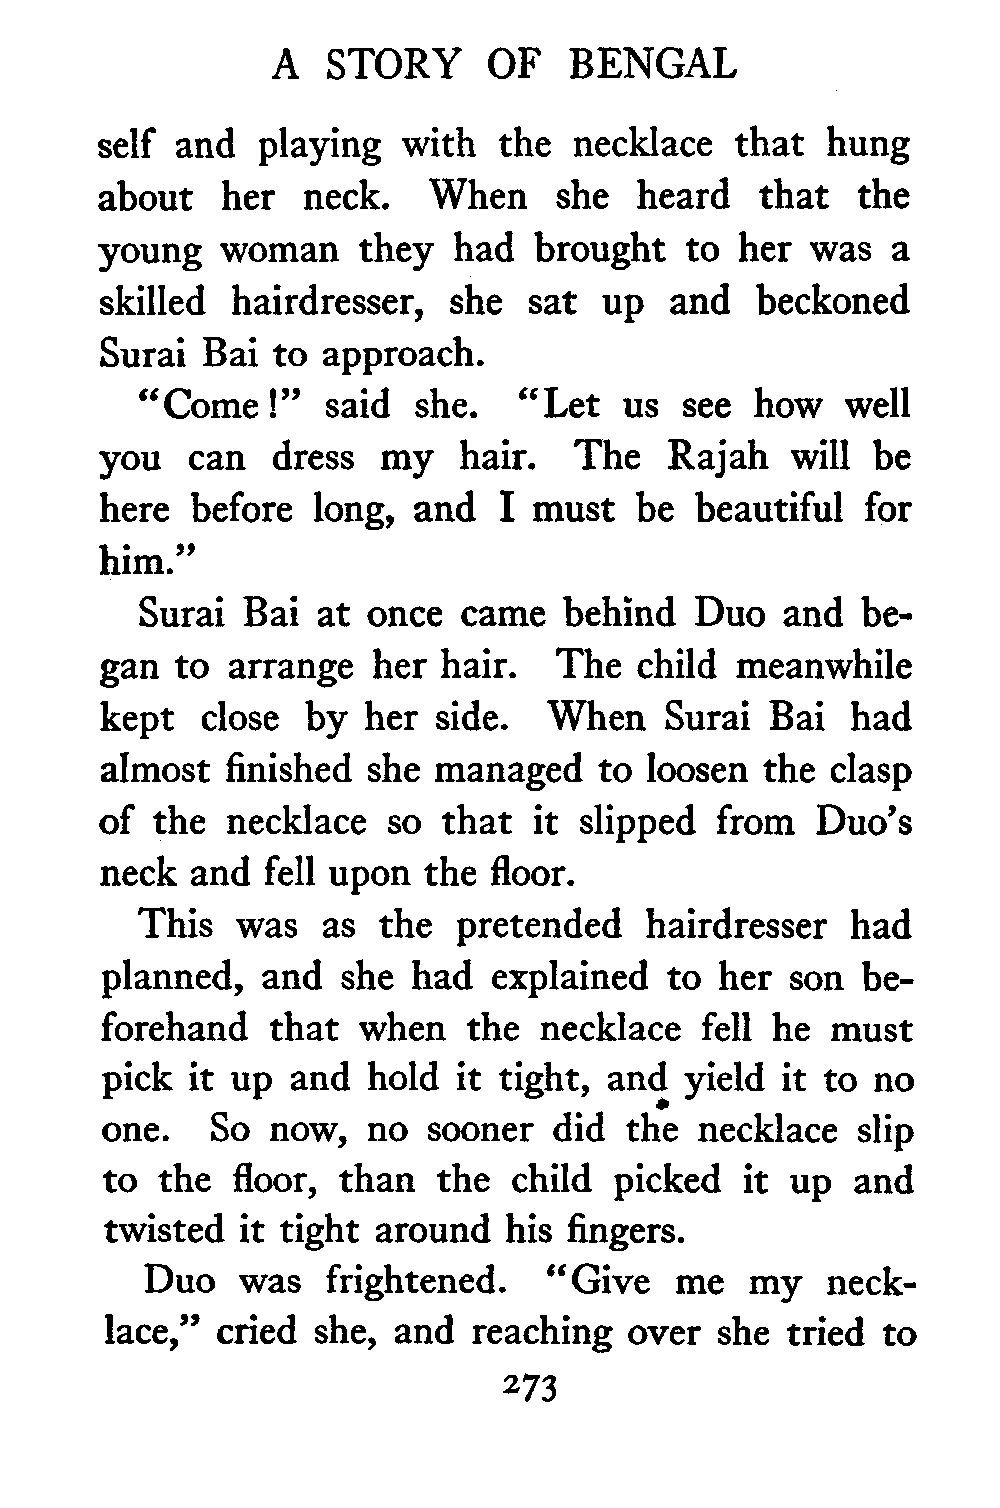 A STORY OF BENGAL
self and playing with the necklace that hung
about her neck. When she heard that the
young woman they had brought to her was a
skilled hairdresser, she sat up and beckoned
Surai Bai to approach.
“Come!” said she. “Let us see how well
you can dress my hair. The Rajah will be
here before long, and I must be beautiful for
him.”
Surai Bai at once came behind Duo and be-
gan to arrange her hair. The child meanwhile
kept close by her side. When Surai Bai had
almost finished she managed to loosen the clasp
of the necklace so that it slipped from Duo’s
neck and fell upon the floor.
This was as the pretended hairdresser had
planned, and she had explained to her son be-
forehand that when the necklace fell he must
pick it up and hold it tight, and yield it to no
one. So now, no sooner did the necklace slip
to the floor, than the child picked it up and
twisted it tight around his fingers.
Duo was frightened. “Give me my neck-
lace,” cried she, and reaching over she tried to
273